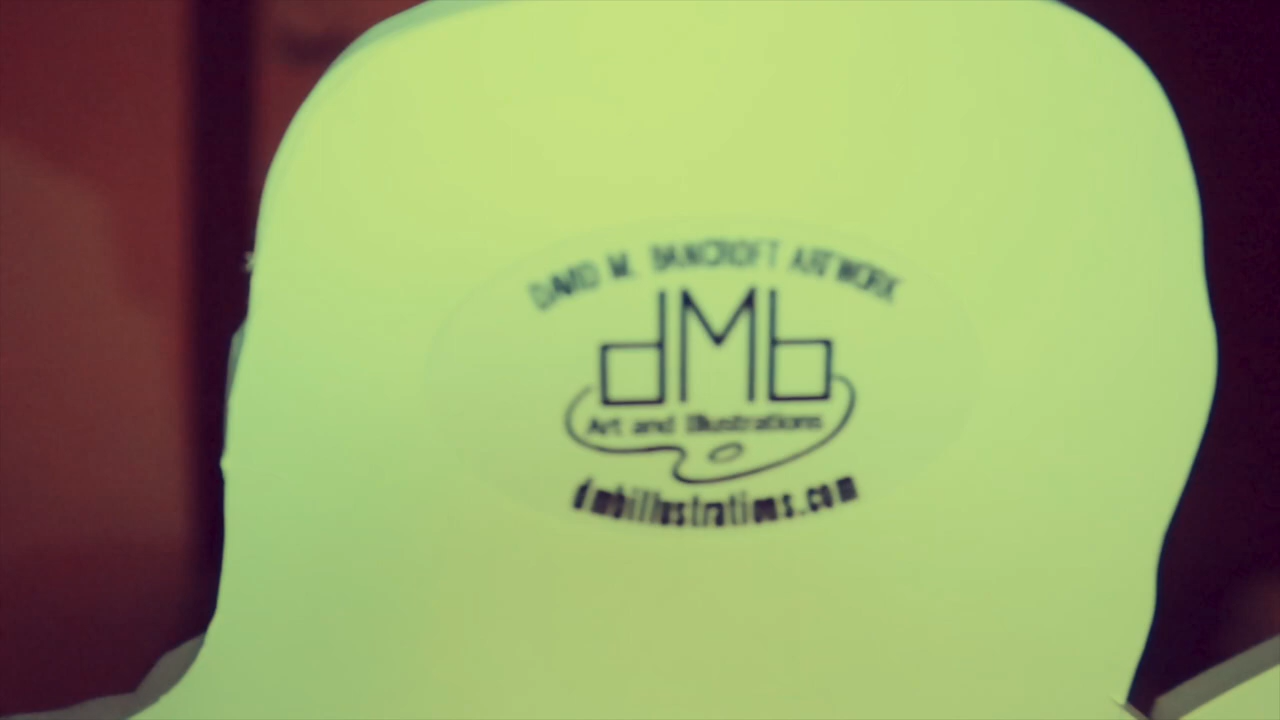 DAVID M. BANCROFT ARTWORK
dMb
Art and Illustrations
dmbillustrations.com